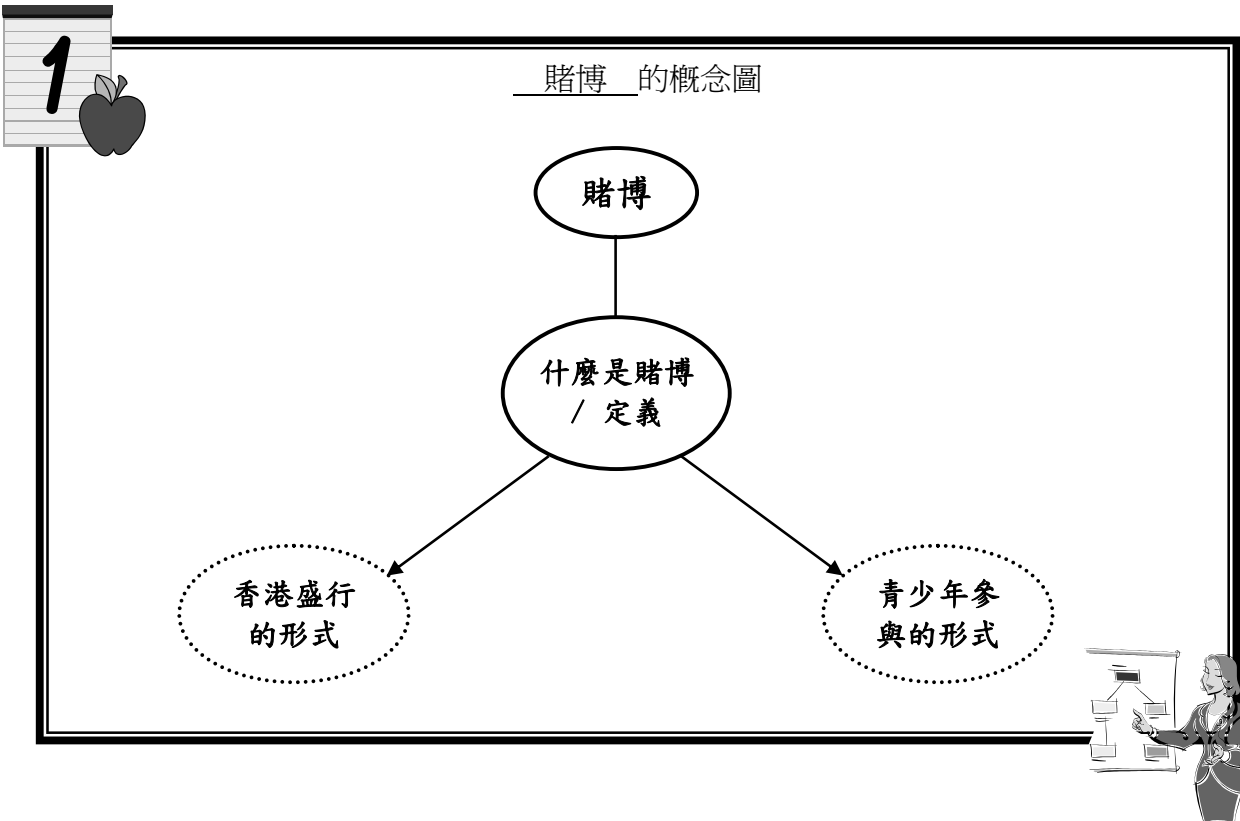 1
賭博 的概念圖
賭博
什麼是賭博
/ 定義
香港盛行
的形式
青少年參
與的形式